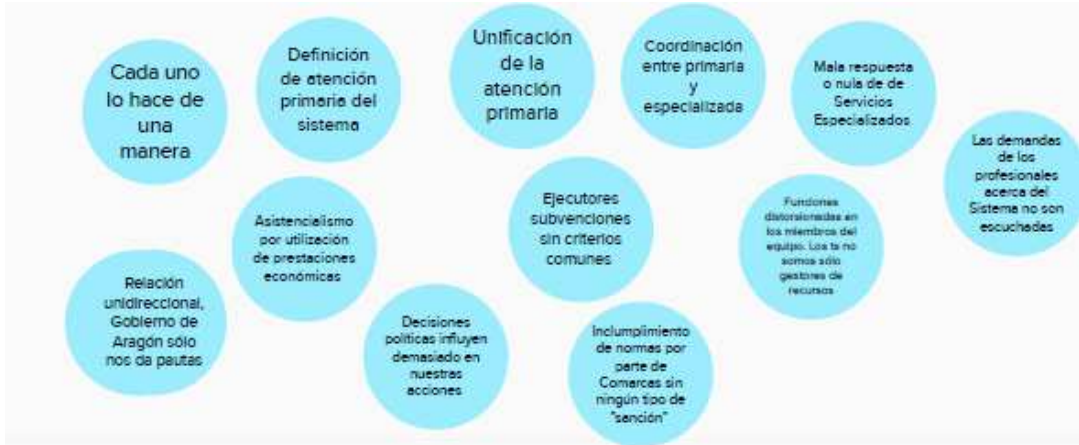 Cada uno
lo hace de
una
manera
Definición
de atención
primaria del
sistema
Unificación
de la
atención
primaria
Coordinación
entre primaria
y
especializada
Mala respuesta
o nula de de
Servicios
Especializados
Las demandas
de los
profesionales
acerca del
Sistema no son
escuchadas
Asistencialismo
por utilización
de prestaciones
económicas
Ejecutores
subvenciones
sin criterios
comunes
Funciones
distorsionadas en
los miembros del
equipo. Los ts no
somos sólo
gestores de
recursos
Relación
unidireccional,
Gobierno de
Aragón sólo
nos da pautas
Decisiones
políticas influyen
demasiado en
nuestras
acciones
Inclumplimiento
de normas por
parte de
Comarcas sin
ningún tipo de
"sanción"